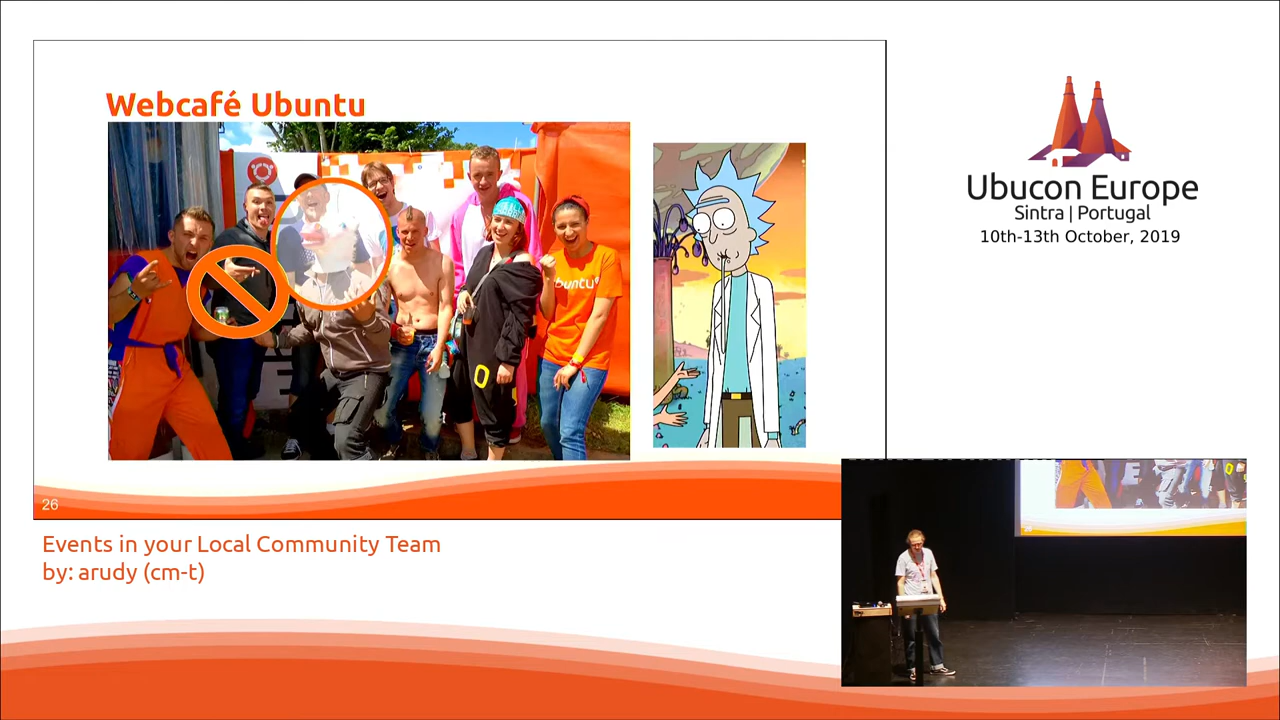 Webcafé Ubuntu
buntu
26
Ubucon Europe
Sintra | Portugal
10th-13th October, 2019
Events in your Local Community Team
by: arudy (cm-t)